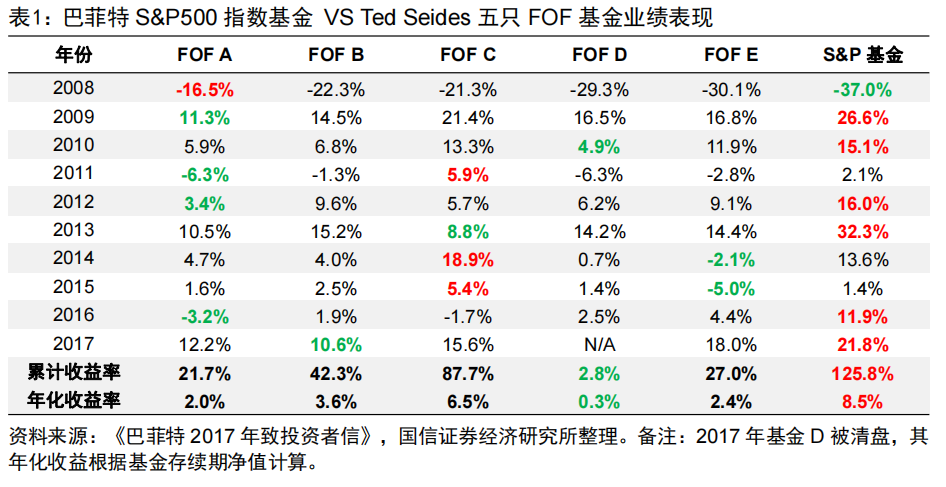 表1：巴菲特 S&P500 指数基金 VS Ted Seides 五只 FOF 基金业绩表现
年份 FOF A FOF B FOF C FOF D FOF E S&P 基金
2008 -16.5% -22.3% -21.3% -29.3% -30.1% -37.0%
2009 11.3% 14.5% 21.4% 16.5% 16.8% 26.6%
2010 5.9% 6.8% 13.3% 4.9% 11.9% 15.1%
2011 -6.3% -1.3% 5.9% -6.3% -2.8% 2.1%
2012 3.4% 9.6% 5.7% 6.2% 9.1% 16.0%
2013 10.5% 15.2% 8.8% 14.2% 14.4% 32.3%
2014 4.7% 4.0% 18.9% 0.7% -2.1% 13.6%
2015 1.6% 2.5% 5.4% 1.4% -5.0% 1.4%
2016 -3.2% 1.9% -1.7% 2.5% 4.4% 11.9%
2017 12.2% 10.6% 15.6% N/A 18.0% 21.8%
累计收益率 21.7% 42.3% 87.7% 2.8% 27.0% 125.8%
年化收益率 2.0% 3.6% 6.5% 0.3% 2.4% 8.5%
资料来源：《巴菲特 2017 年致投资者信》，国信证券经济研究所整理。备注：2017 年基金 D 被清盘，其
年化收益根据基金存续期净值计算。